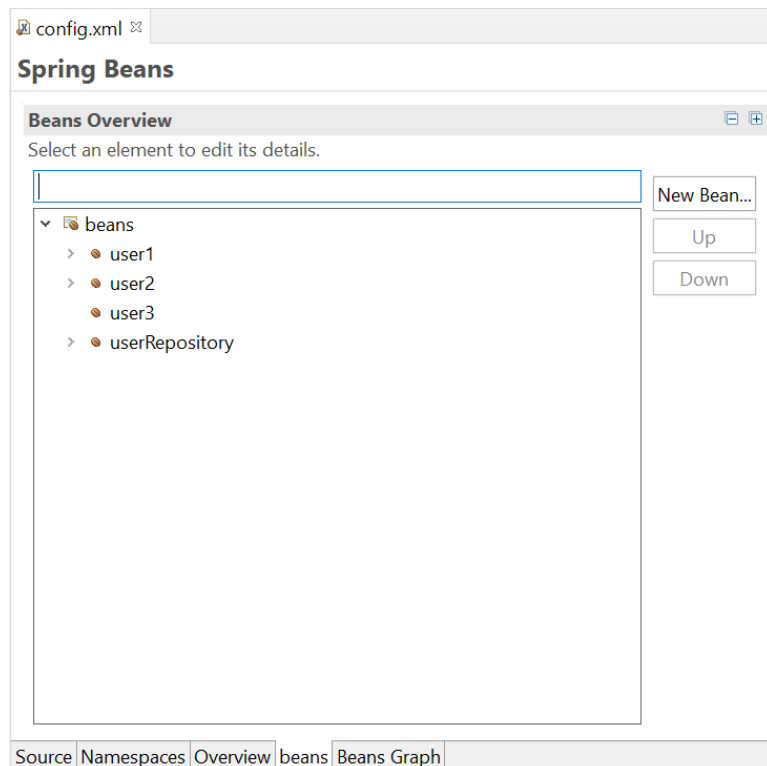 config.xml
Spring Beans
Beans Overview
Select an element to edit its details.
New Bean...
beans
Up
user1
Down
user2
user3
userRepository
Source Namespaces Overview beans Beans Graph